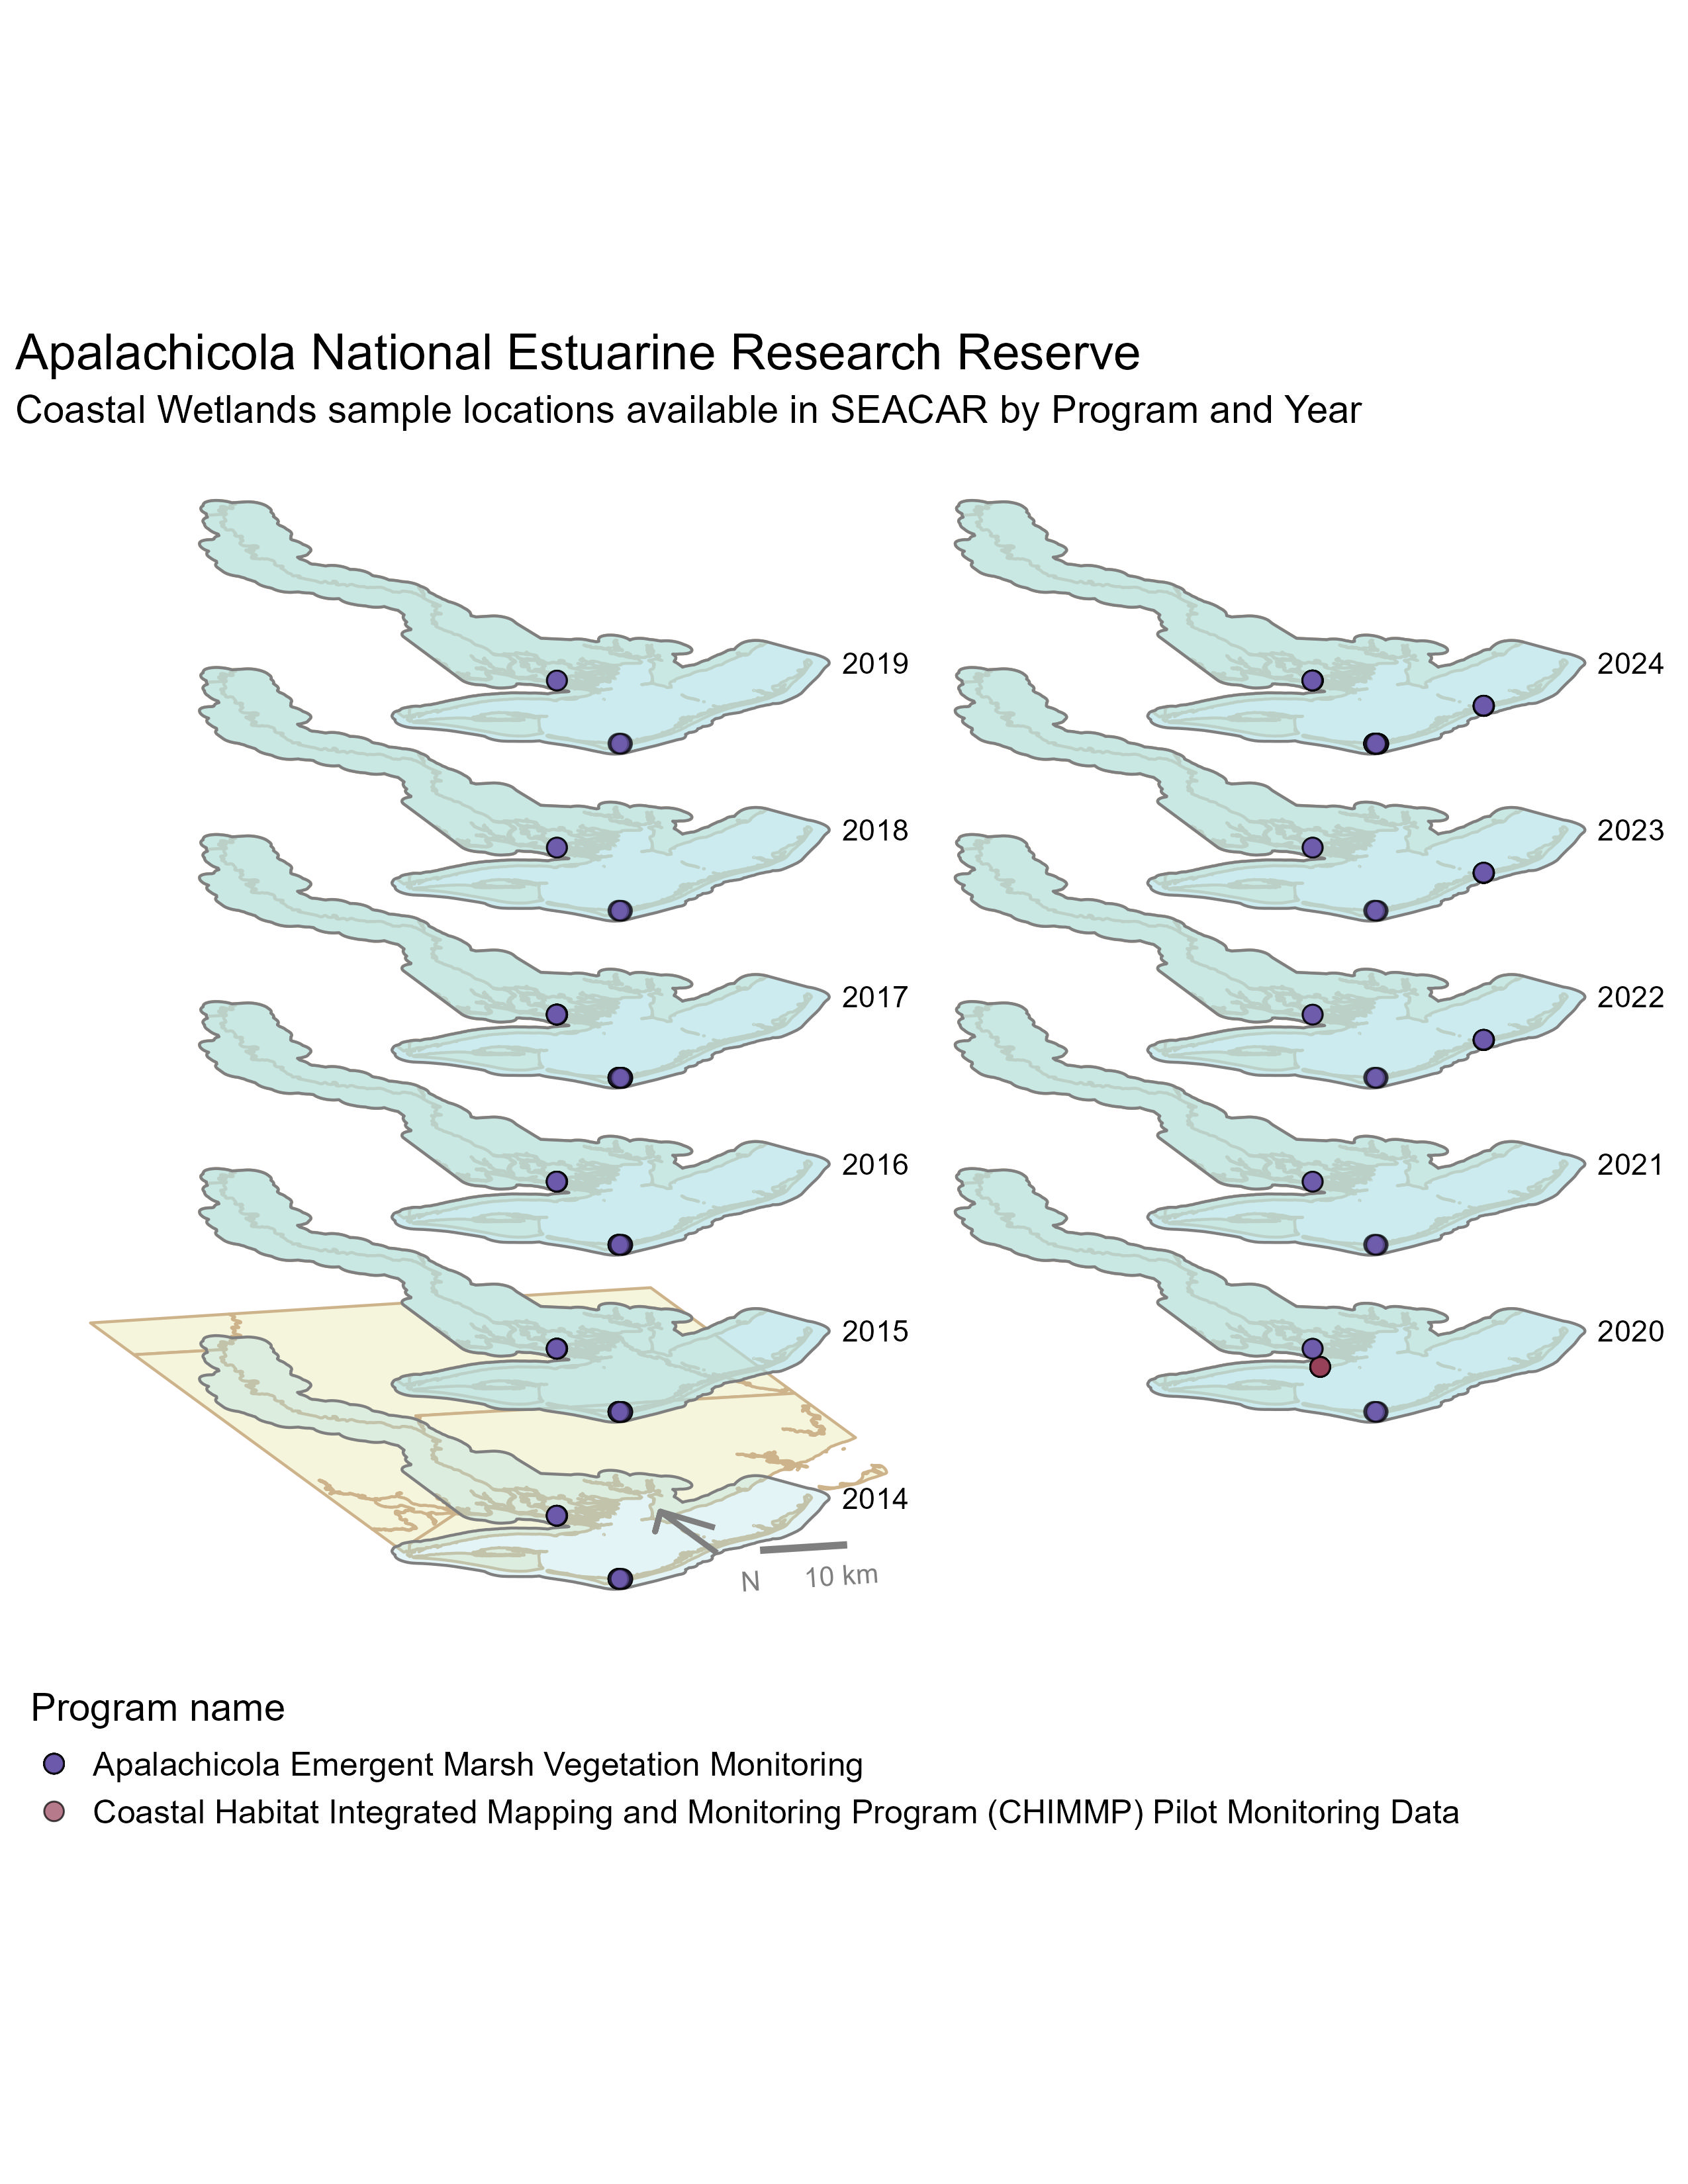 Apalachicola National Estuarine Research Reserve
Coastal Wetlands sample locations available in SEACAR by Program and Year
2019
2018
2017
2016
2015
2014
N
10 km
2024
2023
2022
2021
2020
Program name
Apalachicola Emergent Marsh Vegetation Monitoring
Coastal Habitat Integrated Mapping and Monitoring Program (CHIMMP) Pilot Monitoring Data